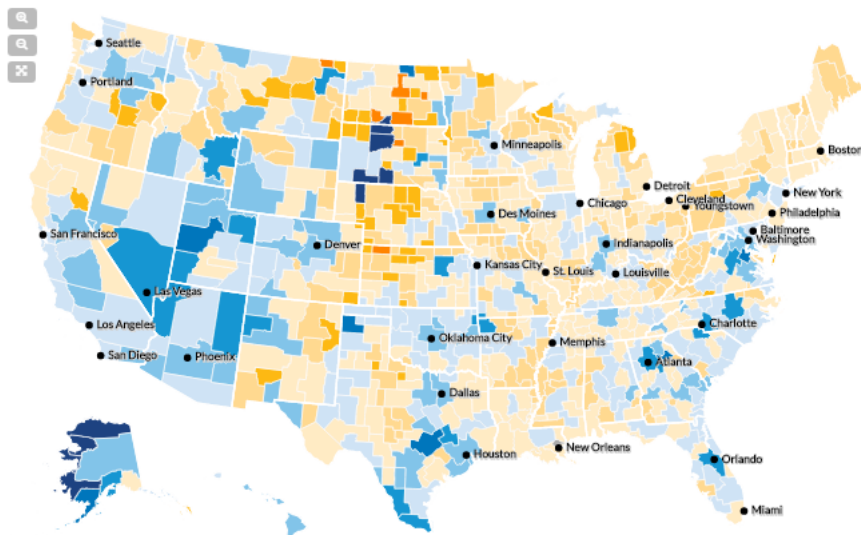 Seattle
Portland
Minneapolis
Boston
Detroit
Cleveland
New York
Chicago
Youngstown
Des Moines
Philadelphia
San Francisco
Baltimore
Washington
Denver
Indianapolis
Kansas City
St. Louis
Louisville
Las Vegas
Los Angeles
Charlotte
Oklahoma City
Memphis
San Diego
Phoenix
Atlanta
Dallas
New Orleans
Houston
Orlando
Miami